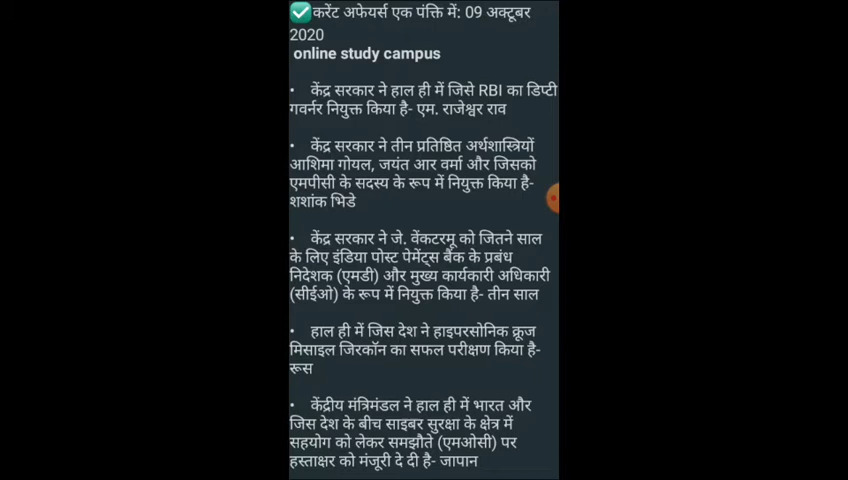 ✅करेंट अफेयर्स एक पंक्ति में: 09 अक्टूबर
2020
online study campus
• केंद्र सरकार ने हाल ही में जिसे RBI का डिप्टी
गवर्नर नियुक्त किया है- एम. राजेश्वर राव
• केंद्र सरकार ने तीन प्रतिष्ठित अर्थशास्त्रियों
आशिमा गोयल, जयंत आर वर्मा और जिसको
एमपीसी के सदस्य के रूप में नियुक्त किया है-
शशांक भिडे
• केंद्र सरकार ने जे. वेंकटरमू को जितने साल
के लिए इंडिया पोस्ट पेमेंट्स बैंक के प्रबंध
निदेशक (एमडी) और मुख्य कार्यकारी अधिकारी
(सीईओ) के रूप में नियुक्त किया है- तीन साल
• हाल ही में जिस देश ने हाइपरसोनिक क्रूज
मिसाइल जिरकॉन का सफल परीक्षण किया है-
रूस
• केंद्रीय मंत्रिमंडल ने हाल ही में भारत और
जिस देश के बीच साइबर सुरक्षा के क्षेत्र में
सहयोग को लेकर समझौते (एमओसी) पर
हस्ताक्षर को मंजूरी दे दी है- जापान